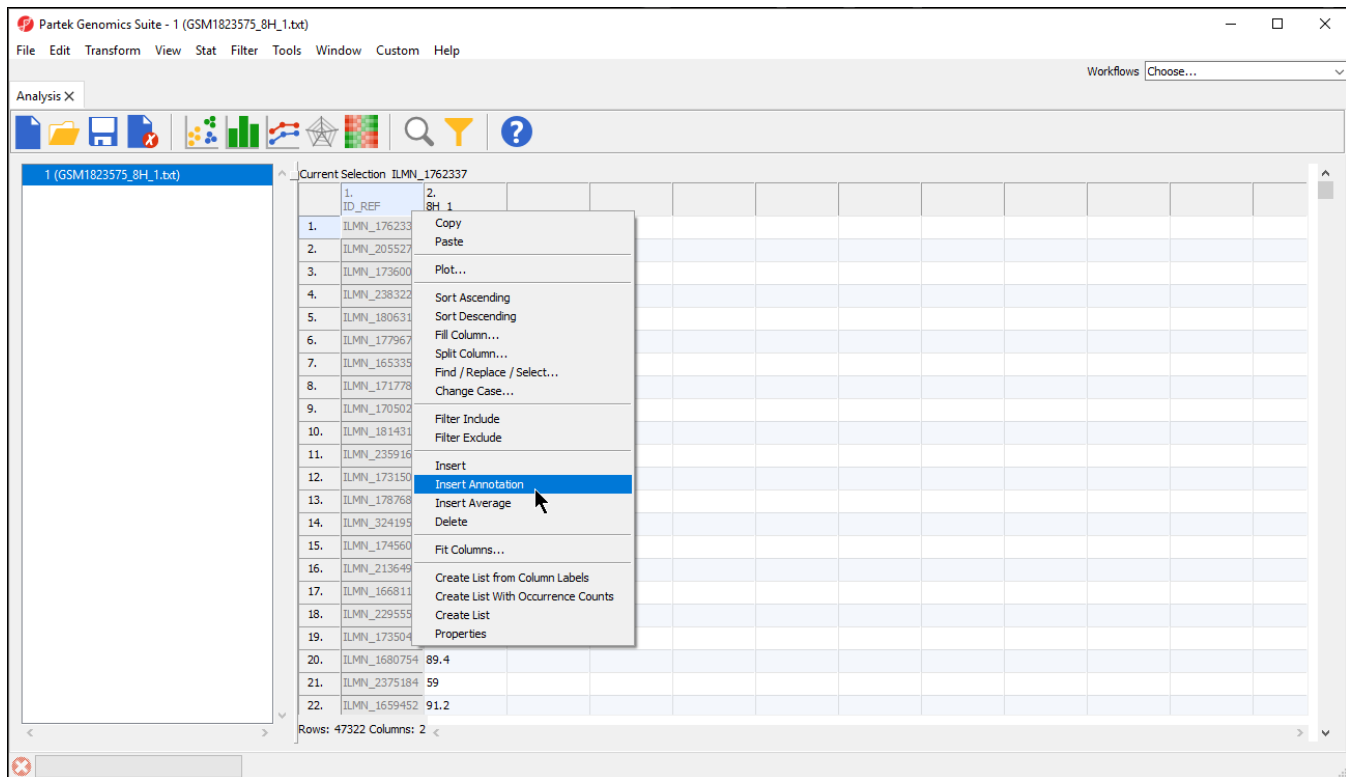 Partek Genomics Suite - 1 (GSM1823575_8H_1.txt)
File Edit Transform View Stat Filter Tools Window Custom Help
Workflows Choose...
Analysis X
1 (GSM1823575_8H_1.txt)
Current Selection ILMN_1762337
1. 2.
ID_REF 8H_1
1. ILMN_176233
2. ILMN_205527
3. ILMN_173600
4. ILMN_238322
5. ILMN_180631
6. ILMN_177967
7. ILMN_165335
8. ILMN_171778
9. ILMN_170502
10. ILMN_181431
11. ILMN_235916
12. ILMN_173150
13. ILMN_178768
14. ILMN_324195
15. ILMN_174560
16. ILMN_213649
17. ILMN_166811
18. ILMN_229555
19. ILMN_173504
20. ILMN_1680754 89.4
21. ILMN_2375184 59
22. ILMN_1659452 91.2
Copy
Paste
Plot...
Sort Ascending
Sort Descending
Fill Column...
Split Column...
Find / Replace / Select...
Change Case...
Filter Include
Filter Exclude
Insert
Insert Annotation
Insert Average
Delete
Fit Columns...
Create List from Column Labels
Create List With Occurrence Counts
Create List
Properties
Rows: 47322 Columns: 2